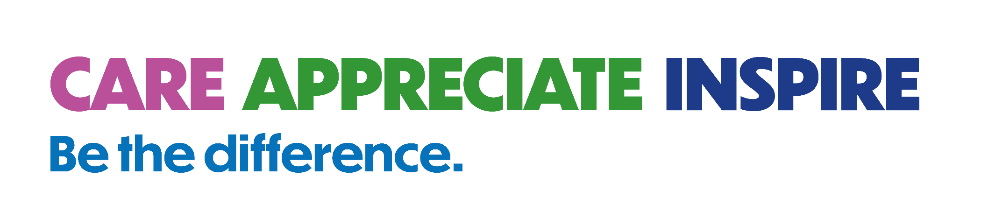 CARE APPRECIATE INSPIRE
Be the difference.